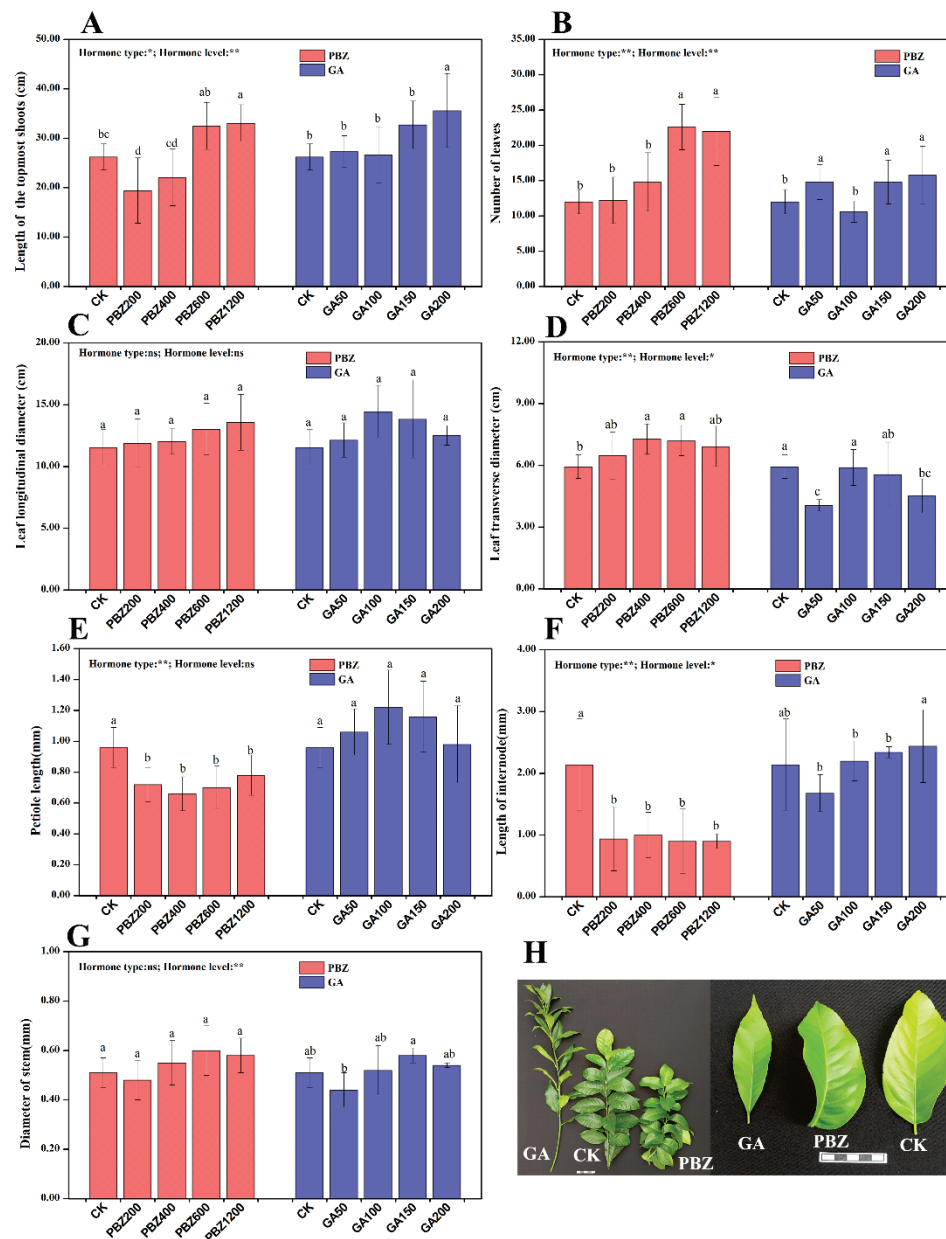 A
50.00
40.00
30.00
20.00
10.00
0.00
Length of the topmost shoots (cm)
Hormone type:*; Hormone level:**
PBZ
GA
bc
d
cd
ab
a
b
b
b
a
a
CK
PBZ200
PBZ400
PBZ600
PBZ1200
CK
GA50
GA100
GA150
GA200
B
35.00
30.00
25.00
20.00
15.00
10.00
5.00
0.00
Number of leaves
Hormone type:**; Hormone level:**
PBZ
GA
b
b
b
a
a
b
a
b
a
a
CK
PBZ200
PBZ400
PBZ600
PBZ1200
CK
GA50
GA100
GA150
GA200
C
20.00
15.00
10.00
5.00
0.00
Leaf longitudinal diameter (cm)
Hormone type:ns; Hormone level:ns
PBZ
GA
a
a
a
a
a
a
a
a
a
a
CK
PBZ200
PBZ400
PBZ600
PBZ1200
CK
GA50
GA100
GA150
GA200
D
12.00
9.00
6.00
3.00
0.00
Leaf transverse diameter (cm)
Hormone type:**; Hormone level:*
PBZ
GA
b
ab
a
a
ab
a
c
a
ab
bc
CK
PBZ200
PBZ400
PBZ600
PBZ1200
CK
GA50
GA100
GA150
GA200
E
1.60
1.40
1.20
1.00
0.80
0.60
0.40
0.20
0.00
Petiole length(mm)
Hormone type:**; Hormone level:ns
PBZ
GA
a
b
b
b
b
a
a
a
a
a
CK
PBZ200
PBZ400
PBZ600
PBZ1200
CK
GA50
GA100
GA150
GA200
F
4.00
3.00
2.00
1.00
0.00
Length of internode(mm)
Hormone type:**; Hormone level:*
PBZ
GA
a
b
b
b
b
ab
b
b
b
a
CK
PBZ200
PBZ400
PBZ600
PBZ1200
CK
GA50
GA100
GA150
GA200
G
1.00
0.80
0.60
0.40
0.20
0.00
Diameter of stem(mm)
Hormone type:ns; Hormone level:**
PBZ
GA
a
a
a
a
a
ab
b
ab
a
ab
CK
PBZ200
PBZ400
PBZ600
PBZ1200
CK
GA50
GA100
GA150
GA200
H
GA
CK
PBZ
GA
PBZ
CK